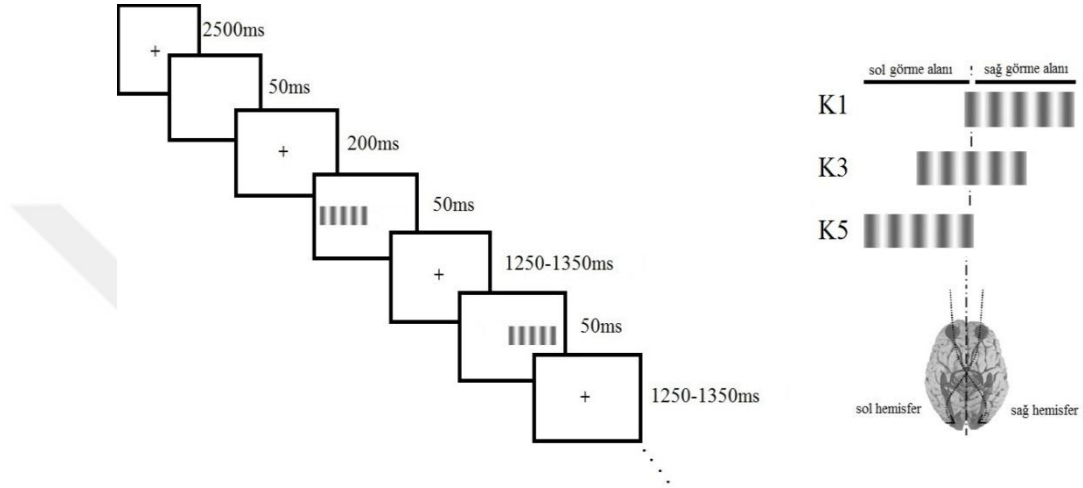 2500ms
+
50ms
+
200ms
50ms
+
1250-1350ms
50ms
+
1250-1350ms
sol görme alanı
sağ görme alanı
K1
K3
K5
sol hemisfer
sağ hemisfer